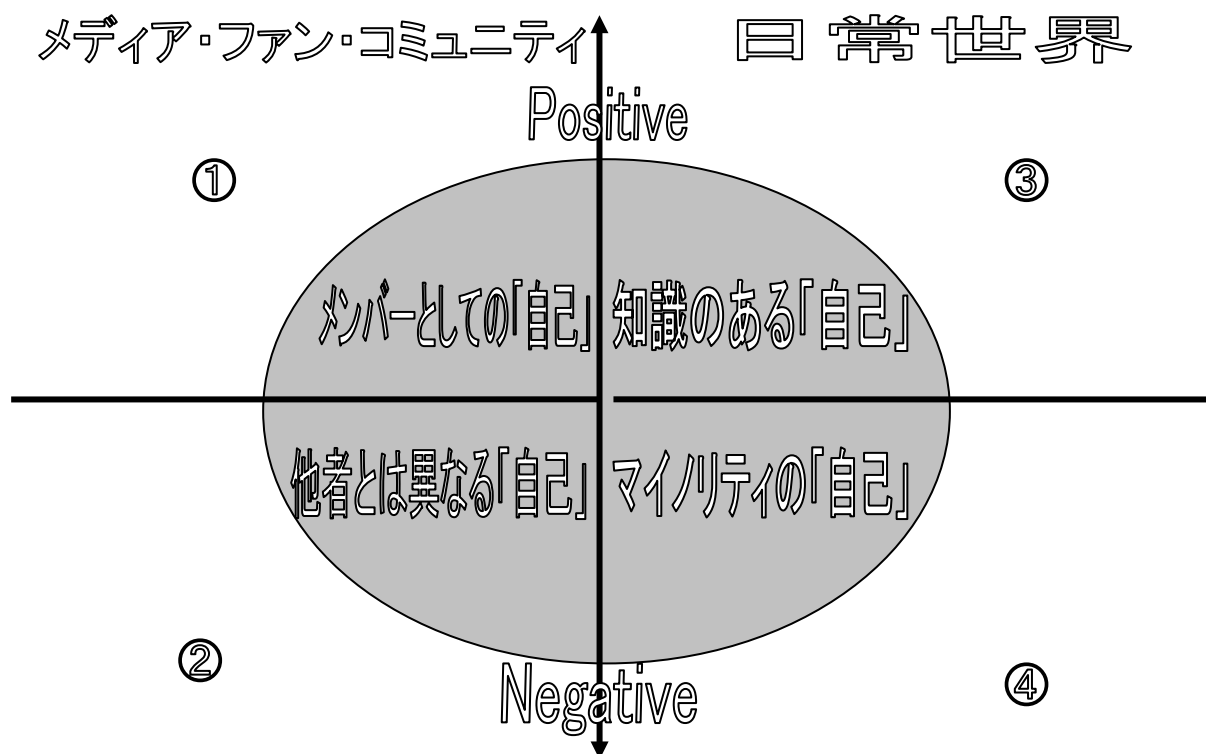 メディア・ファン・コミュニティ 日常世界
Positive
① ③
メンバーとしての「自己」 知識のある「自己」
他者とは異なる「自己」 マイノリティの「自己」
② ④
Negative